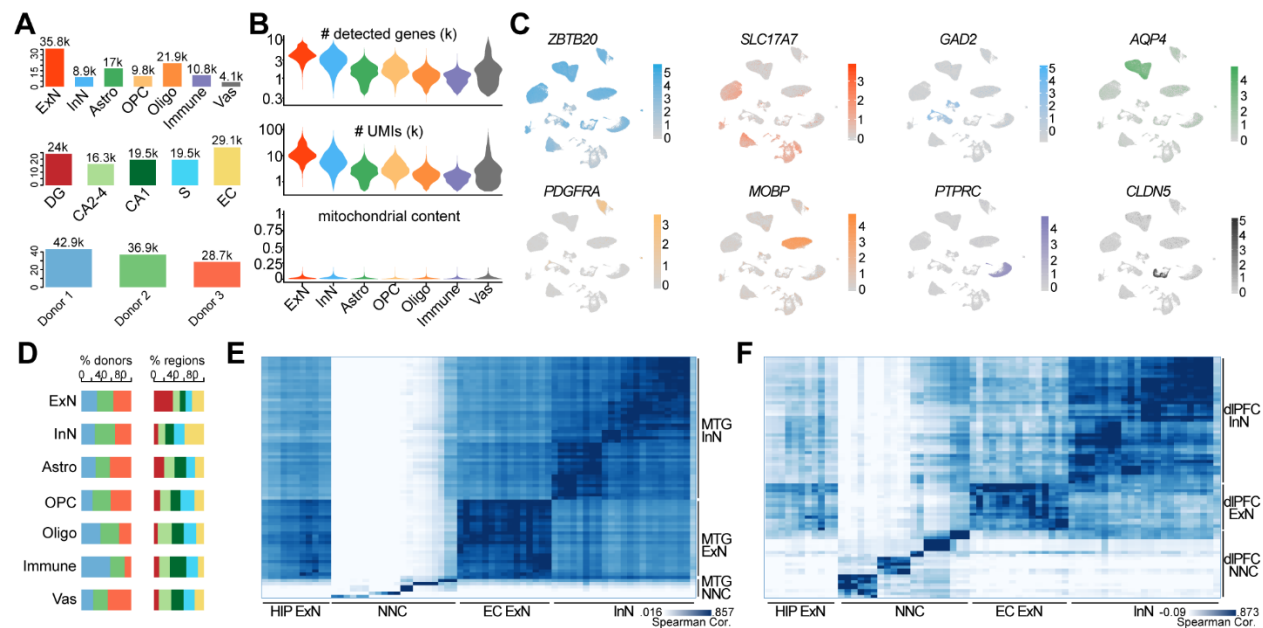 A
35.8k
8.9k
17k
9.8k
21.9k
10.8k
4.1k
0 15 30
ExN InN Astro OPC Oligo Immune Vas
24k
16.3k
19.5k
19.5k
29.1k
0 20
DG CA2-4 CA1 S EC
42.9k
36.9k
28.7k
0 20 40
Donor 1 Donor 2 Donor 3
B
# detected genes (k)
10
3
1
0.3
# UMIs (k)
100
10
1
mitochondrial content
1
0.75
0.5
0.25
0
ExN InN Astro OPC Oligo Immune Vas
C
ZBTB20
5
4
3
2
1
0
SLC17A7
3
2
1
0
GAD2
5
4
3
2
1
0
AQP4
4
3
2
1
0
PDGFRA
3
2
1
0
MOBP
4
3
2
1
0
PTPRC
4
3
2
1
0
CLDN5
5
4
3
2
1
0
D
% donors % regions
0 40 80 0 40 80
ExN
InN
Astro
OPC
Oligo
Immune
Vas
E
MTG
InN
MTG
ExN
MTG
NNC
HIP ExN NNC EC ExN InN .016 .857
Spearman Cor.
F
dlPFC
InN
dlPFC
ExN
dlPFC
NNC
HIP ExN NNC EC ExN InN -0.09 .873
Spearman Cor.